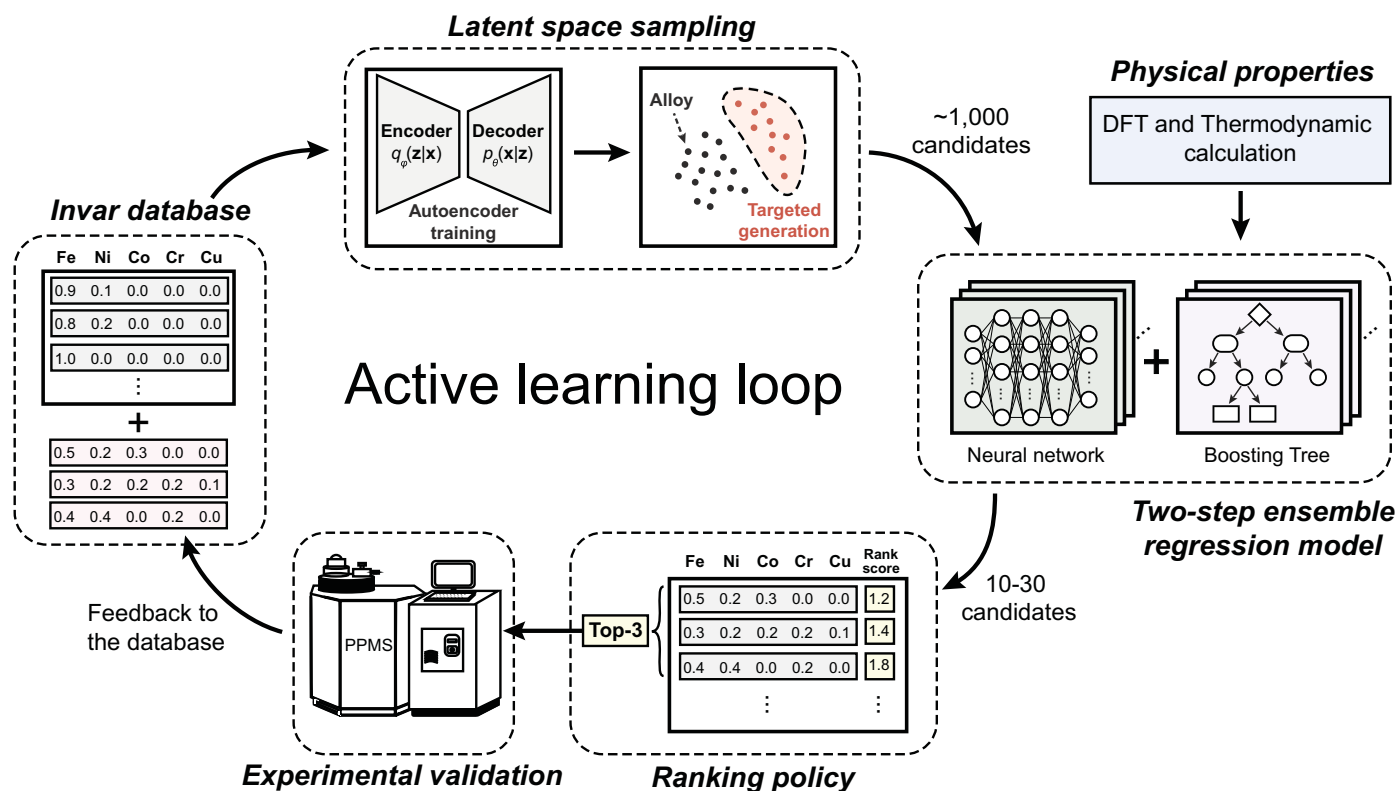 Latent space sampling
Encoder
qφ(z|x)
Decoder
pθ(x|z)
Autoencoder
training
Alloy
Targeted
generation
~1,000
candidates
Physical properties
DFT and Thermodynamic
calculation
Invar database
Fe Ni Co Cr Cu
0.9 0.1 0.0 0.0 0.0
0.8 0.2 0.0 0.0 0.0
1.0 0.0 0.0 0.0 0.0
⋮
+
0.5 0.2 0.3 0.0 0.0
0.3 0.2 0.2 0.2 0.1
0.4 0.4 0.0 0.2 0.0
Active learning loop
+
Neural network
Boosting Tree
Two-step ensemble
regression model
10-30
candidates
Fe Ni Co Cr Cu Rank
score
0.5 0.2 0.3 0.0 0.0 1.2
0.3 0.2 0.2 0.2 0.1 1.4
0.4 0.4 0.0 0.2 0.0 1.8
⋮ ⋮
Top-3
Ranking policy
PPMS
Experimental validation
Feedback to
the database